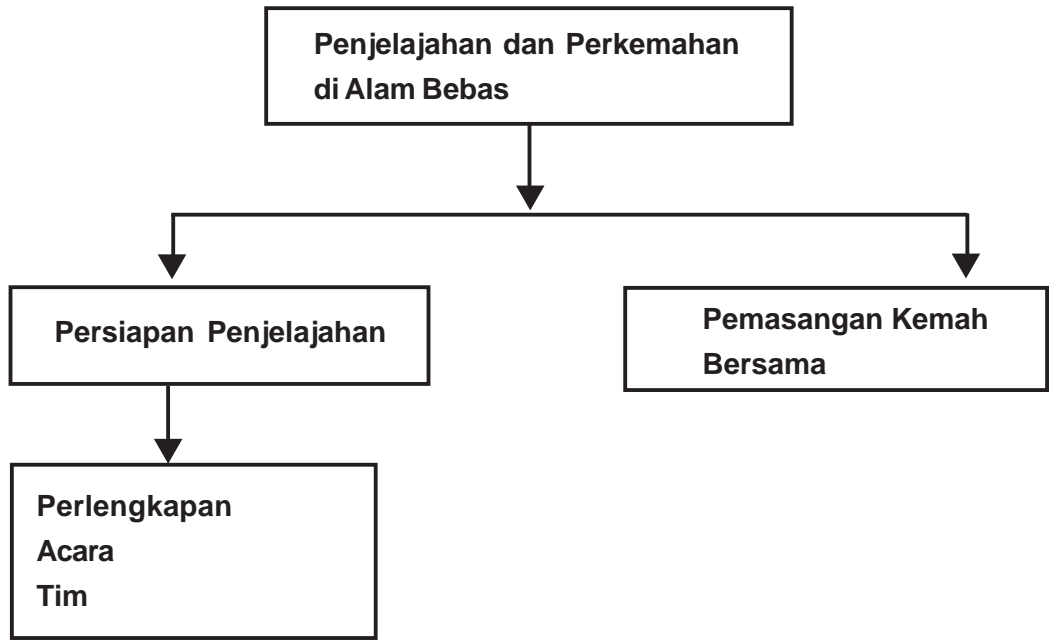 Penjelajahan dan Perkemahan
di Alam Bebas
Persiapan Penjelajahan
Pemasangan Kemah
Bersama
Perlengkapan
Acara
Tim